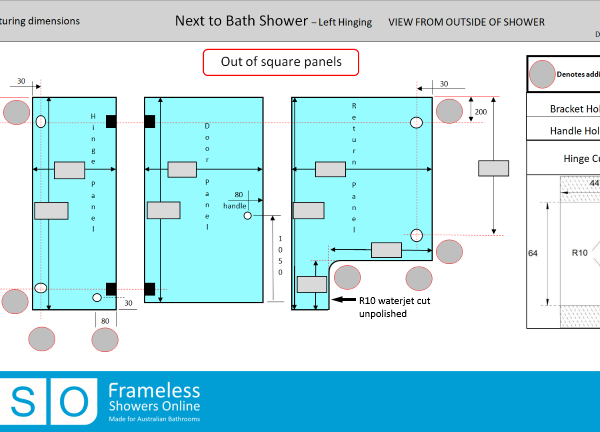 turing dimensions
Next to Bath Shower – Left Hinging
VIEW FROM OUTSIDE OF SHOWER
D
Out of square panels
30
30
Denotes addi
200
Bracket Hol
Handle Hol
Hinge Cu
Hinge Panel
Door Panel
Return Panel
80
handle
1050
44
64
R10
30
80
R10 waterjet cut
unpolished
SO
Frameless
Showers Online
Made for Australian Bathrooms